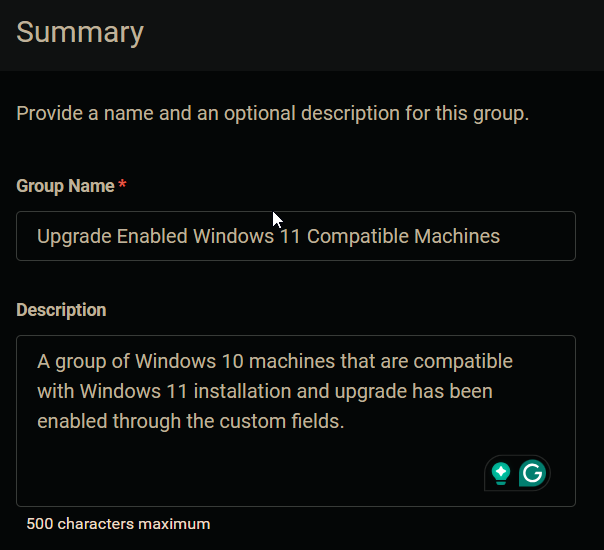 Summary
Provide a name and an optional description for this group.
Group Name *
Upgrade Enabled Windows 11 Compatible Machines
Description
A group of Windows 10 machines that are compatible
with Windows 11 installation and upgrade has been
enabled through the custom fields.
500 characters maximum